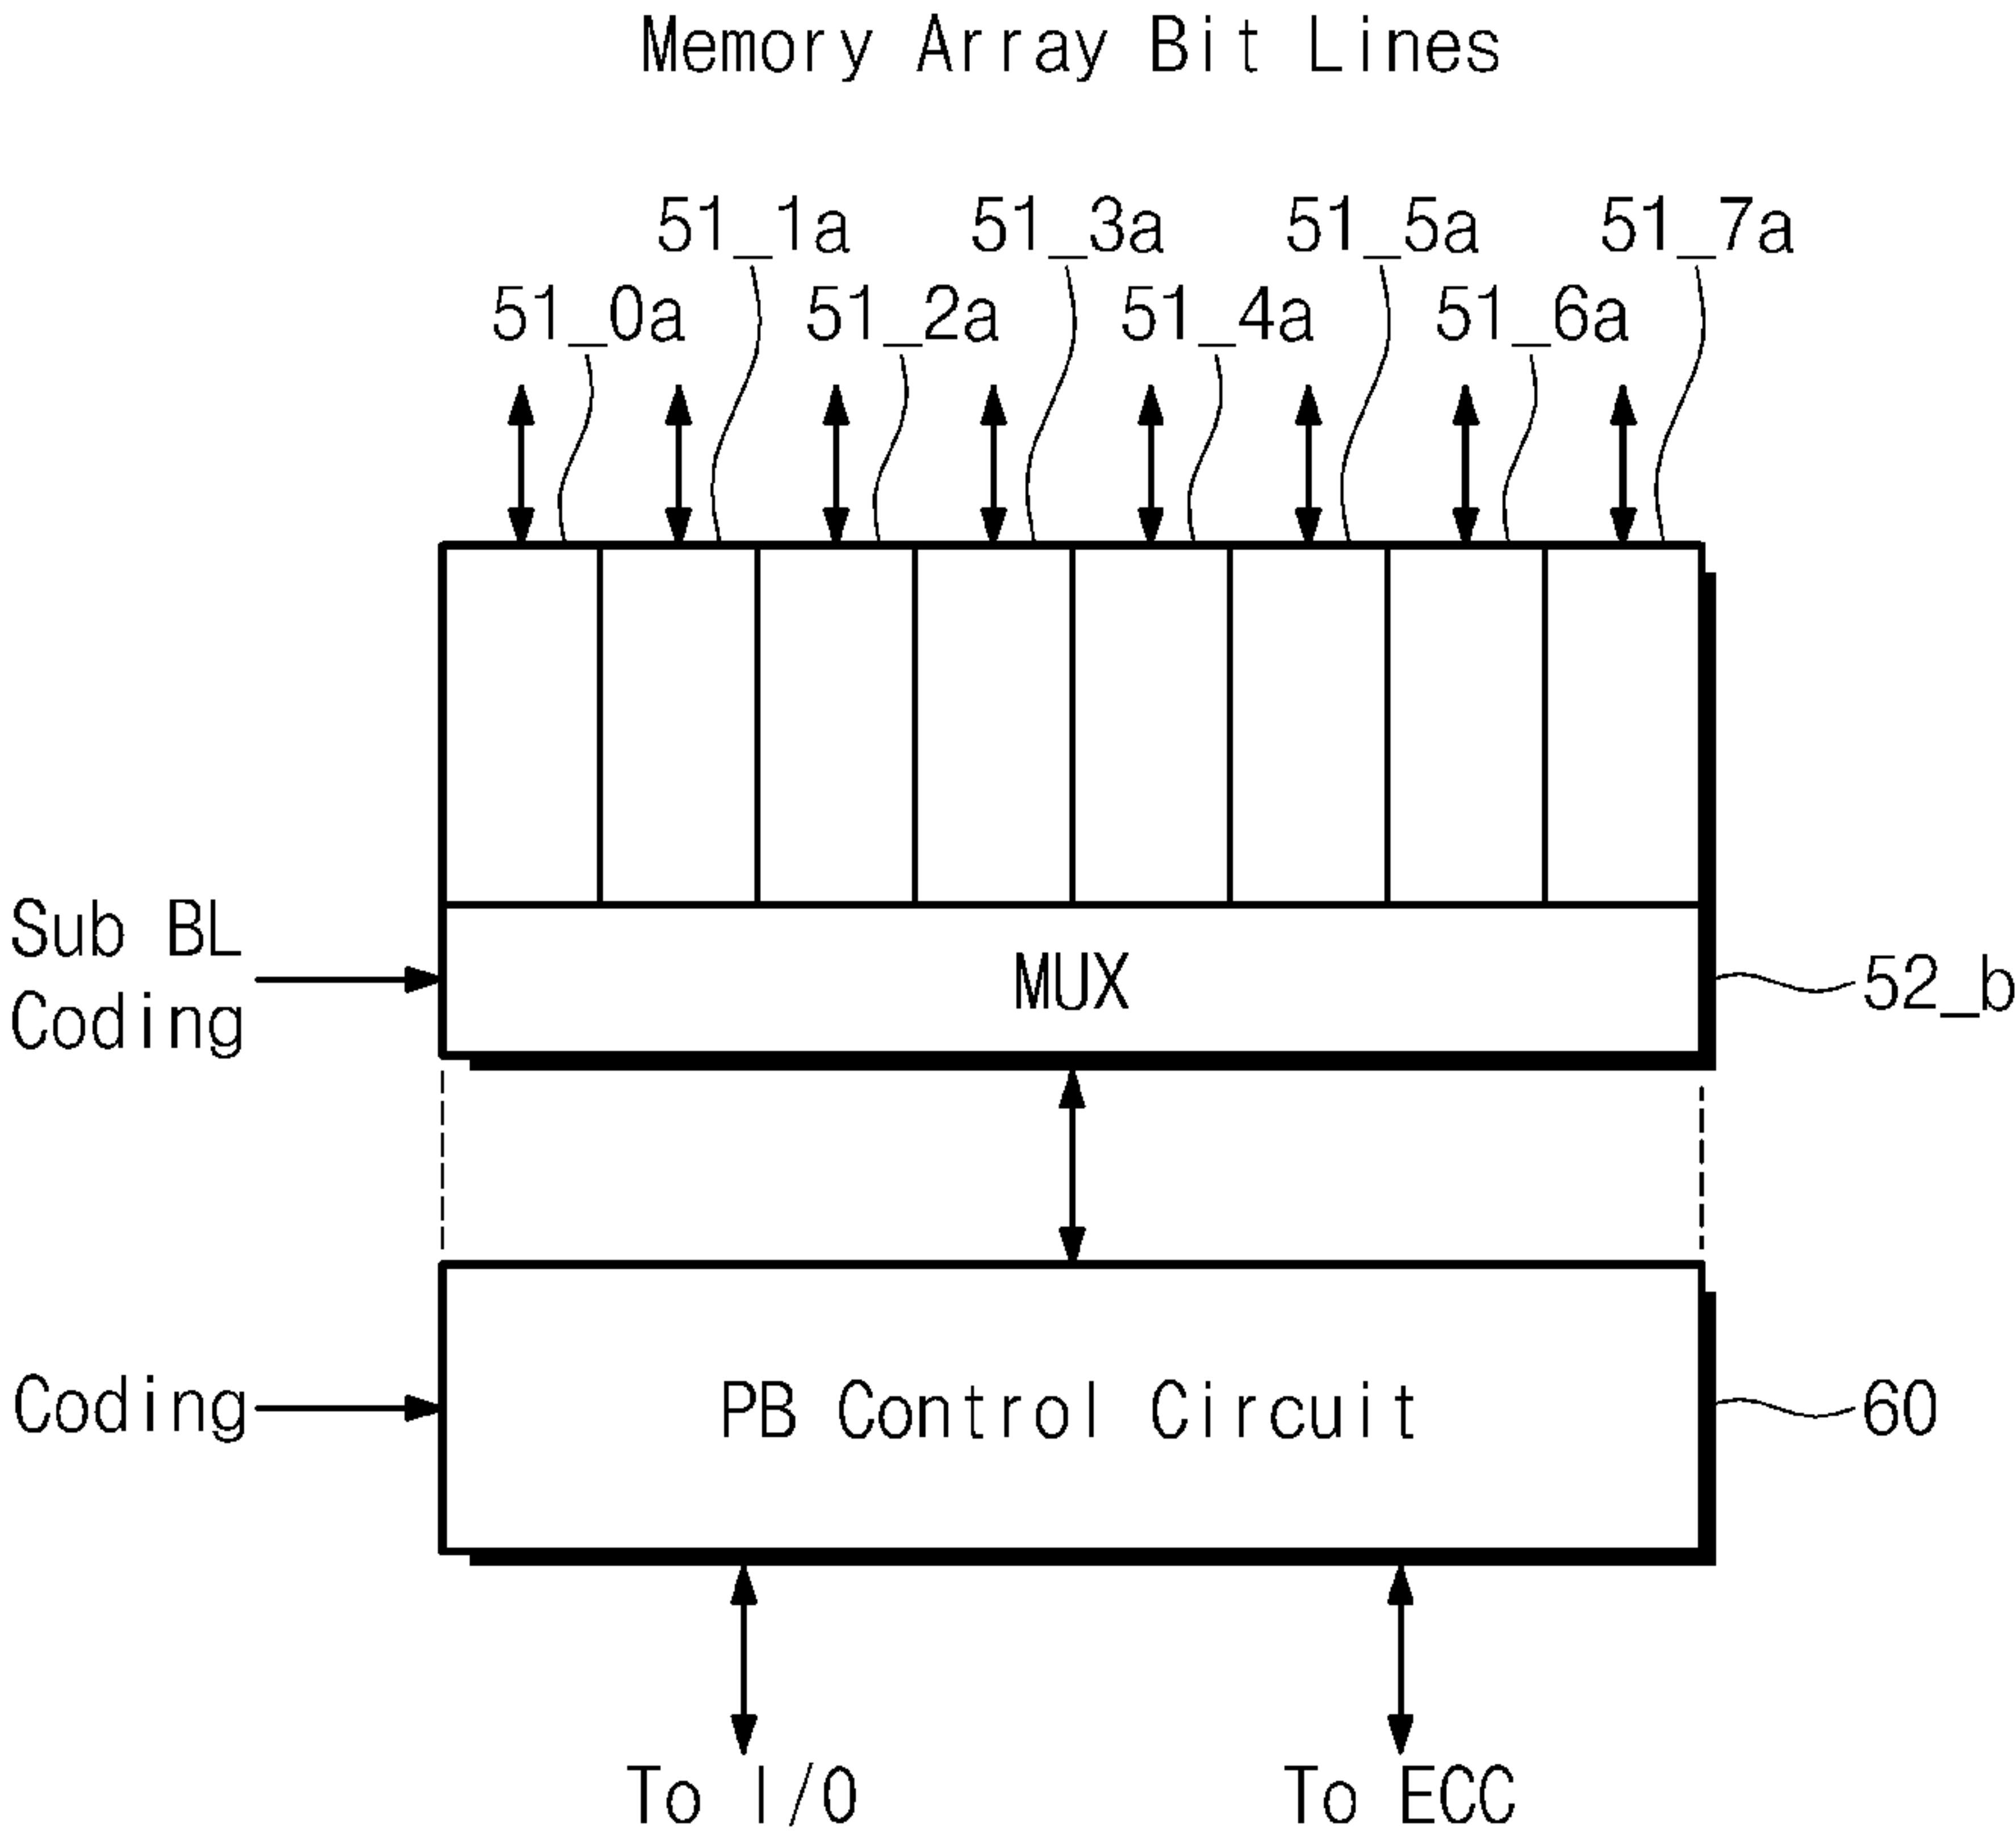 Memory Array Bit Lines
51_1a 51_3a 51_5a 51_7a
51_0a 51_2a 51_4a 51_6a
Sub BL
Coding
MUX
52_b
Coding
PB Control Circuit
60
To I/O
To ECC